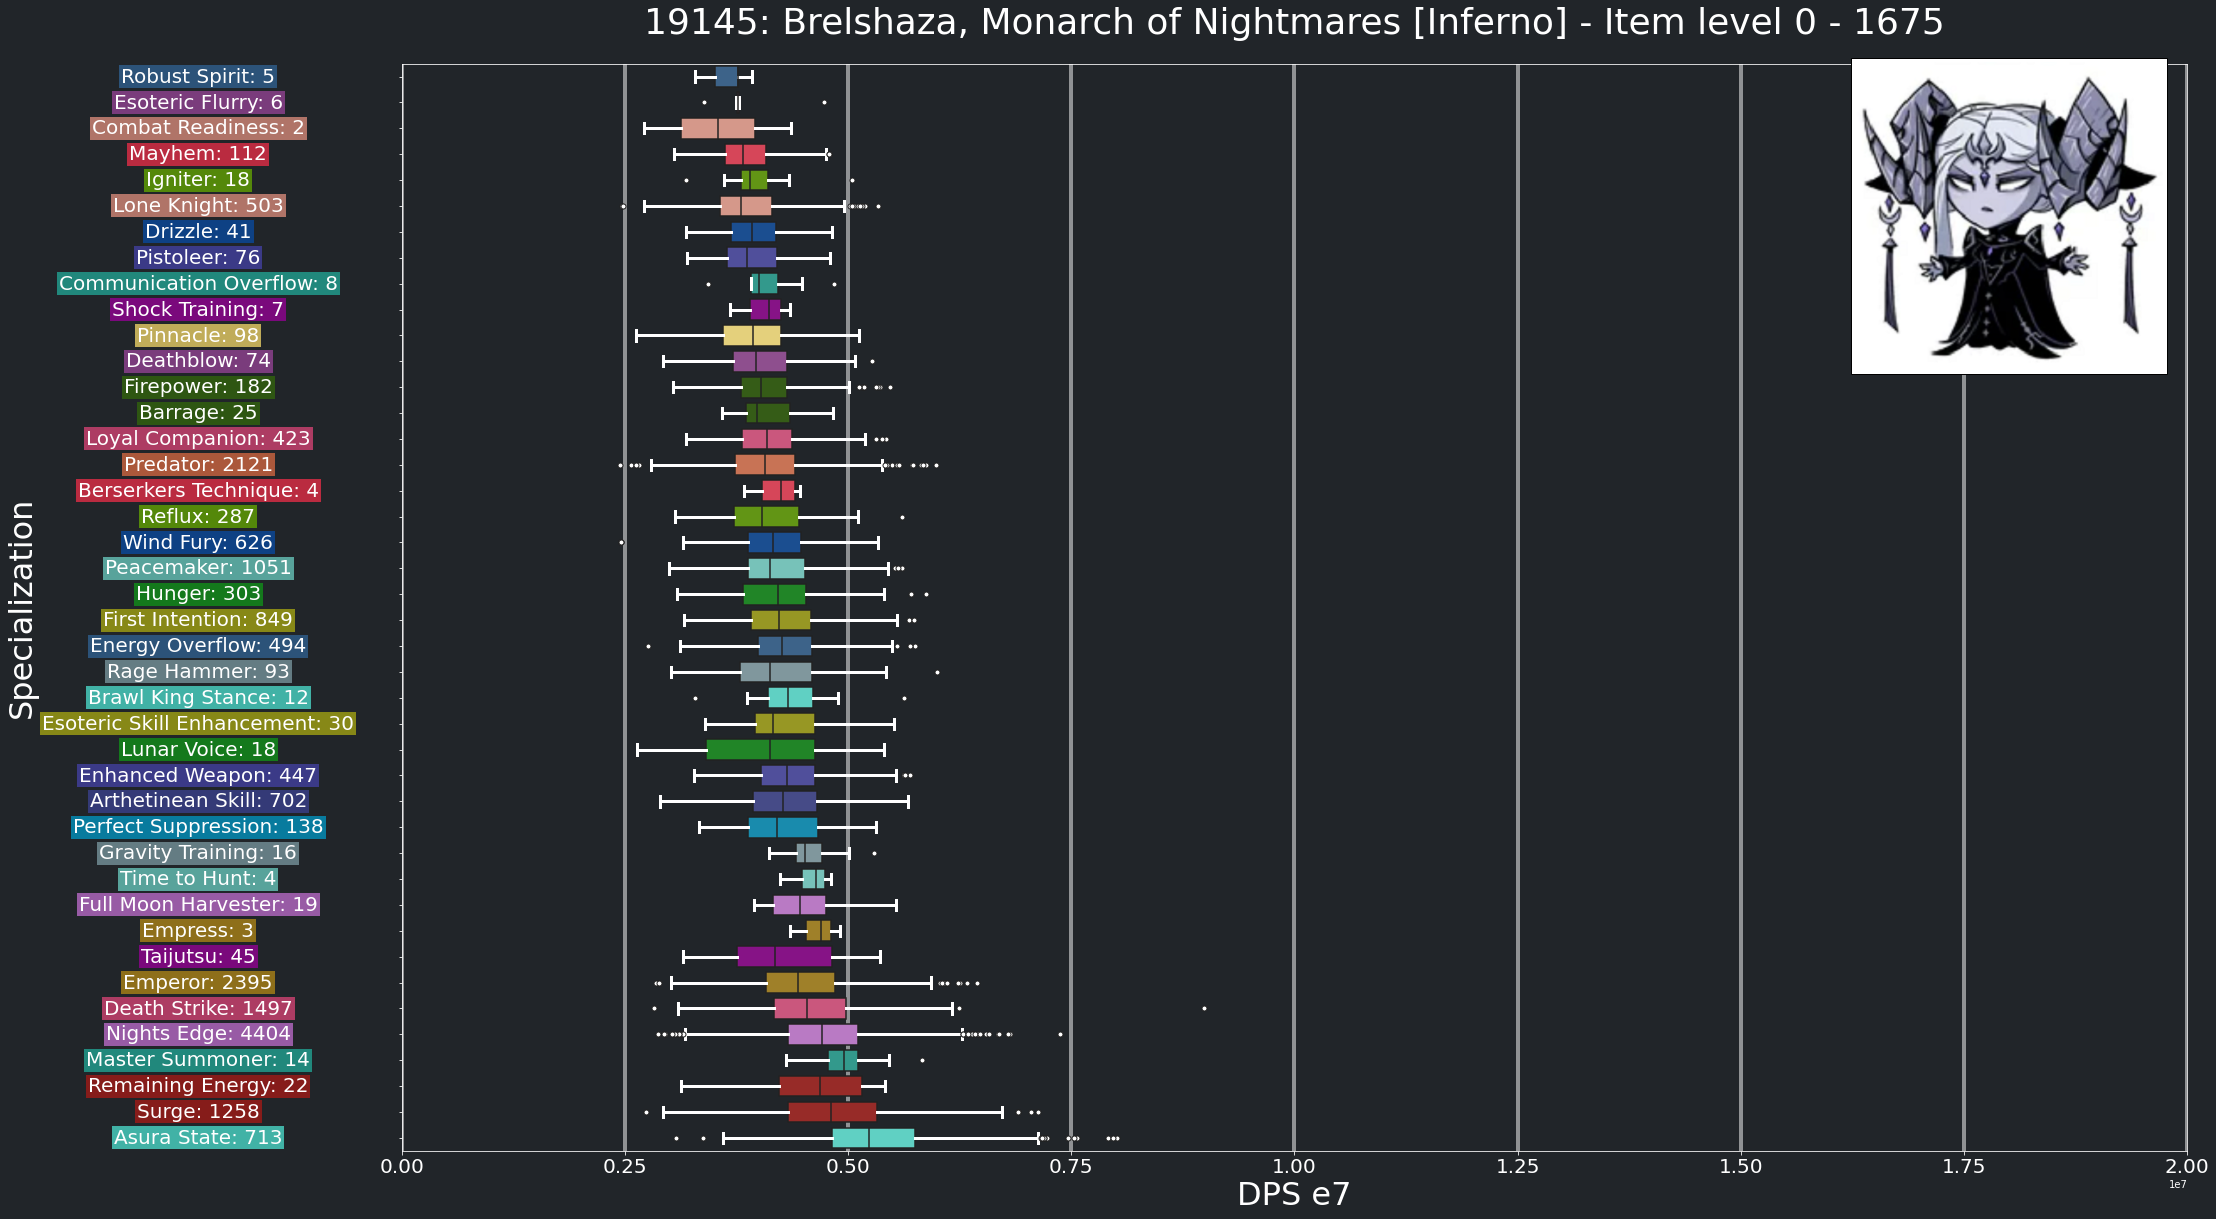 19145: Brelshaza, Monarch of Nightmares [Inferno] - Item level 0 - 1675
Robust Spirit: 5
Esoteric Flurry: 6
Combat Readiness: 2
Mayhem: 112
Igniter: 18
Lone Knight: 503
Drizzle: 41
Pistoleer: 76
Communication Overflow: 8
Shock Training: 7
Pinnacle: 98
Deathblow: 74
Firepower: 182
Barrage: 25
Loyal Companion: 423
Predator: 2121
Berserkers Technique: 4
Reflux: 287
Wind Fury: 626
Peacemaker: 1051
Hunger: 303
First Intention: 849
Energy Overflow: 494
Rage Hammer: 93
Brawl King Stance: 12
Esoteric Skill Enhancement: 30
Lunar Voice: 18
Enhanced Weapon: 447
Arthetinean Skill: 702
Perfect Suppression: 138
Gravity Training: 16
Time to Hunt: 4
Full Moon Harvester: 19
Empress: 3
Taijutsu: 45
Emperor: 2395
Death Strike: 1497
Nights Edge: 4404
Master Summoner: 14
Remaining Energy: 22
Surge: 1258
Asura State: 713
Specialization
0.00 0.25 0.50 0.75 1.00 1.25 1.50 1.75 2.00
1e7
DPS e7